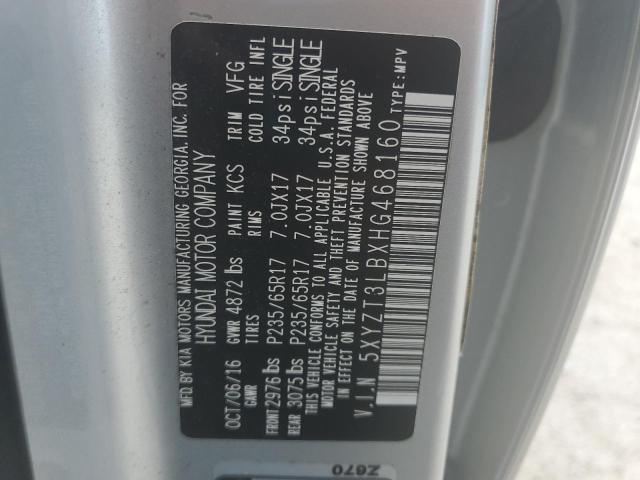 MFD BY KIA MOTORS MANUFACTURING GEORGIA. INC. FOR
HYUNDAI MOTOR COMPANY
OCT/06/16 GVWR 4872 lbs PAINT KCS TRIM VFG
GAWR TIRES RIMS COLD TIRE INFL
FRONT 2976 lbs P235/65R17 7.0JX17 34psi SINGLE
REAR 3075 lbs P235/65R17 7.0JX17 34psi SINGLE
THIS VEHICLE CONFORMS TO ALL APPLICABLE U.S.A. FEDERAL
MOTOR VEHICLE SAFETY AND THEFT PREVENTION STANDARDS
IN EFFECT ON THE DATE OF MANUFACTURE SHOWN ABOVE
V.I.N 5XYZT3LBXHG468160 TYPE:MPV
Z670